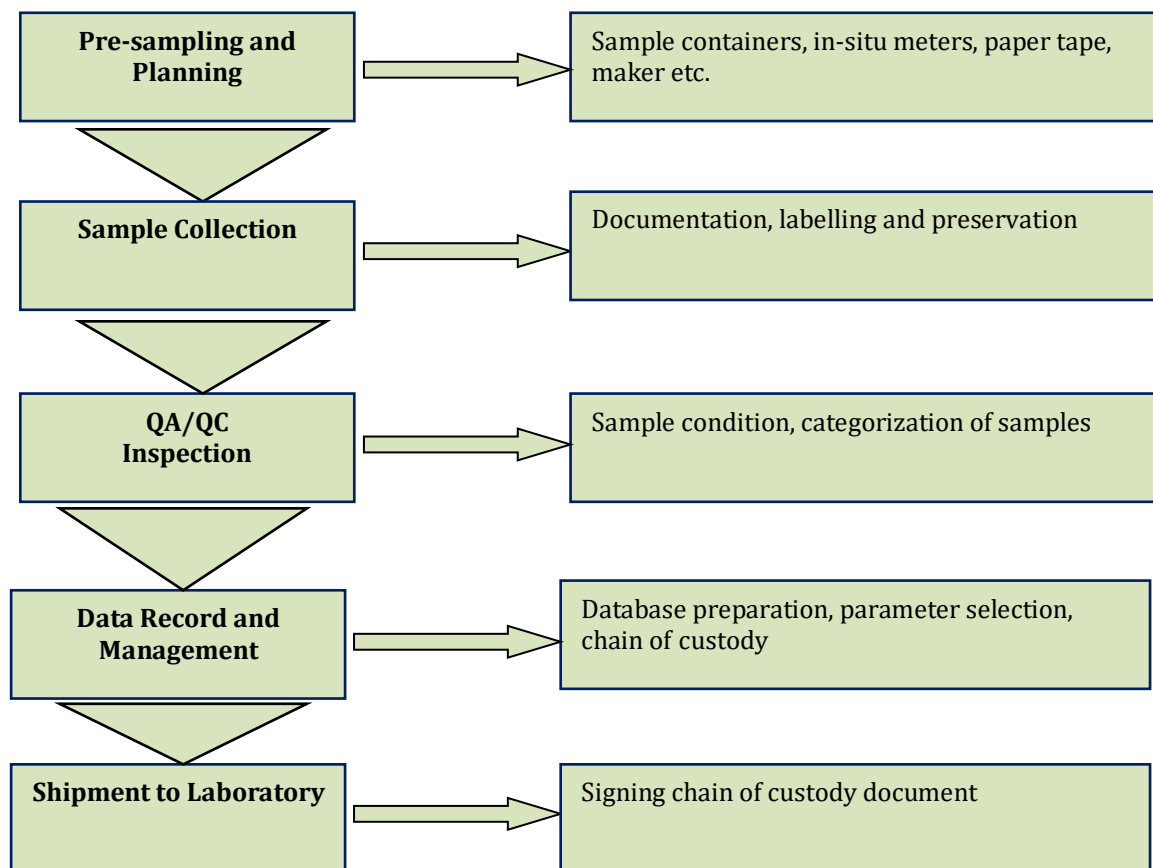 Pre-sampling and
Planning
Sample containers, in-situ meters, paper tape,
maker etc.
Sample Collection
Documentation, labelling and preservation
QA/QC
Inspection
Sample condition, categorization of samples
Data Record and
Management
Database preparation, parameter selection,
chain of custody
Shipment to Laboratory
Signing chain of custody document